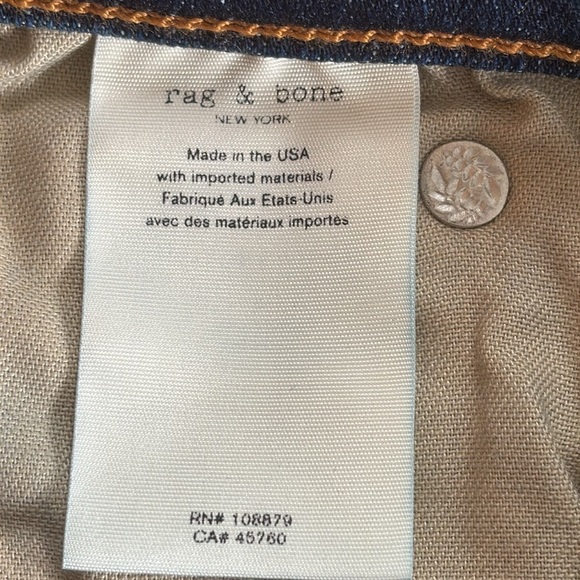 rag & bone
NEW YORK
Made in the USA
with imported materials /
Fabriqué Aux Etats-Unis
avec des matériaux importés
RN# 108879
CA# 45760